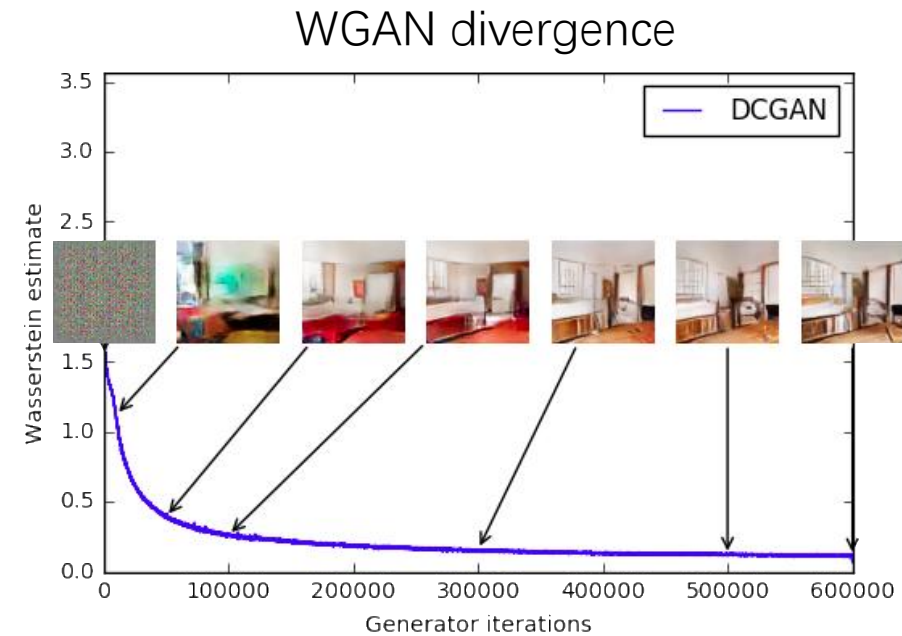 WGAN divergence
3.5
DCGAN
3.0
2.5
Wasserstein estimate
1.5
1.0
0.5
0.0
0 100000 200000 300000 400000 500000 600000
Generator iterations